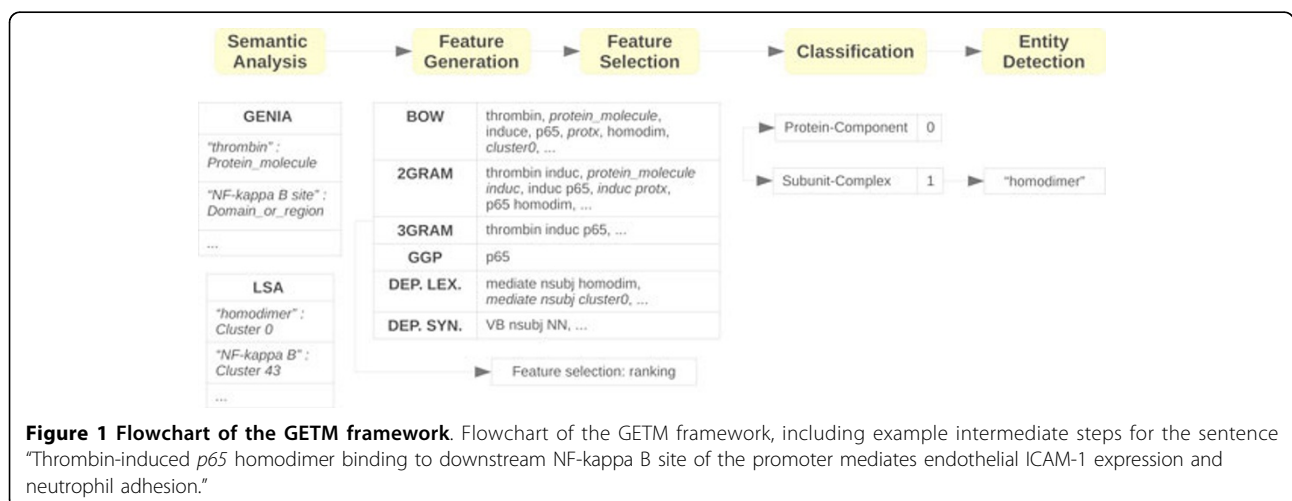 Semantic
Analysis
Feature
Generation
Feature
Selection
Classification
Entity
Detection
GENIA
"thrombin" :
Protein_molecule
"NF-kappa B site" :
Domain_or_region
...
LSA
"homodimer" :
Cluster 0
"NF-kappa B" :
Cluster 43
...
BOW
thrombin, protein_molecule,
induce, p65, protx, homodim,
cluster0, ...
2GRAM
thrombin induc, protein_molecule
induc, induc p65, induc protx,
p65 homodim, ...
3GRAM
thrombin induc p65, ...
GGP
p65
DEP. LEX.
mediate nsubj homodim,
mediate nsubj cluster0, ...
DEP. SYN.
VB nsubj NN, ...
Feature selection: ranking
Protein-Component 0
Subunit-Complex 1
"homodimer"
Figure 1 Flowchart of the GETM framework. Flowchart of the GETM framework, including example intermediate steps for the sentence
"Thrombin-induced p65 homodimer binding to downstream NF-kappa B site of the promoter mediates endothelial ICAM-1 expression and
neutrophil adhesion."